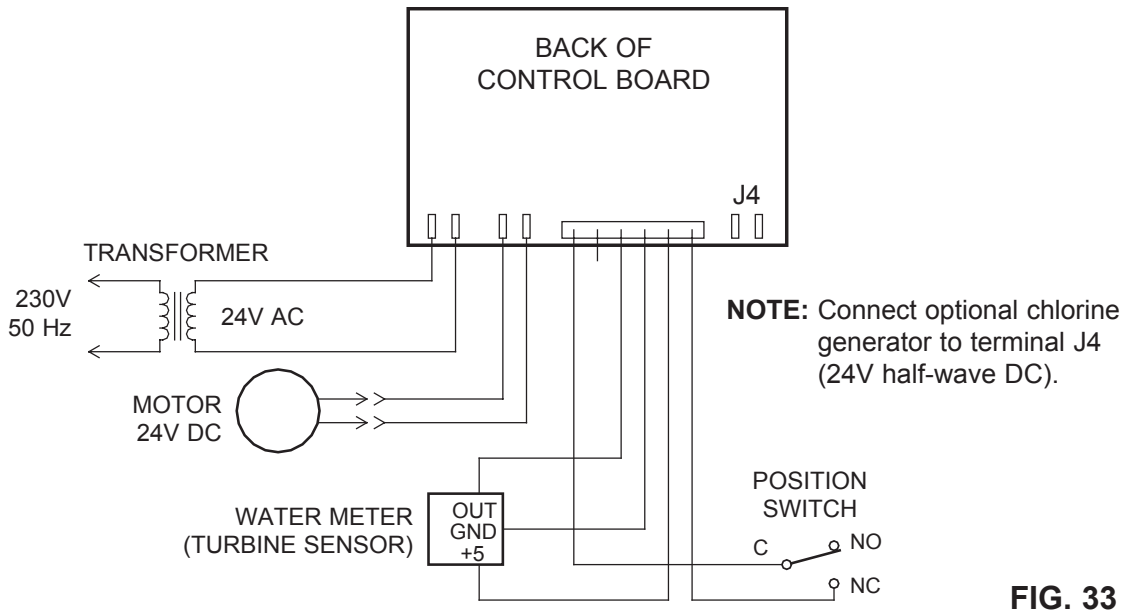 BACK OF
CONTROL BOARD
J4
TRANSFORMER
230V
50 Hz
24V AC
NOTE: Connect optional chlorine
generator to terminal J4
(24V half-wave DC).
MOTOR
24V DC
POSITION
SWITCH
WATER METER
(TURBINE SENSOR)
OUT
GND
+5
C
NO
NC
FIG. 33